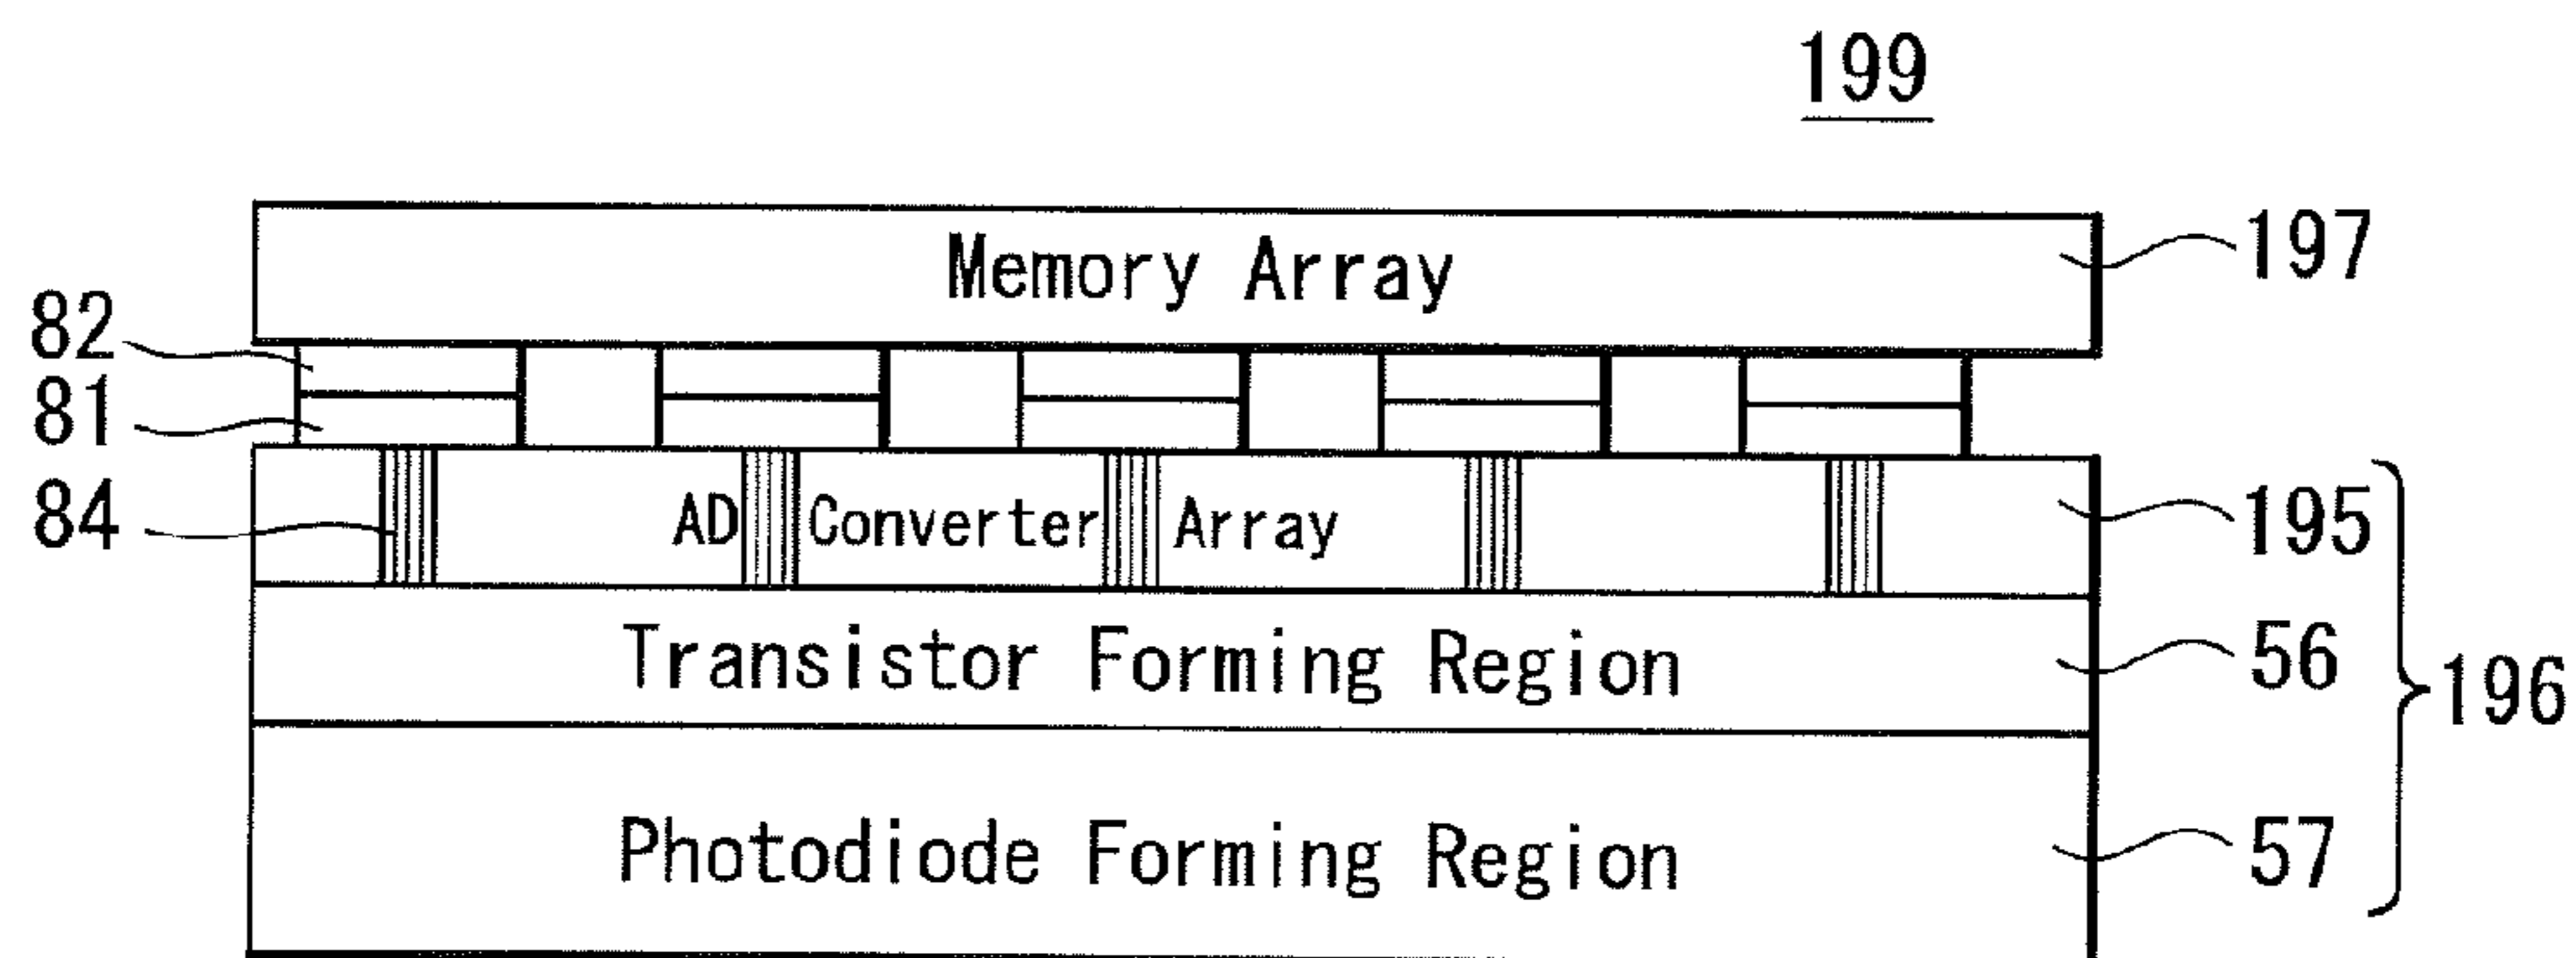 199
Memory Array
197
82
81
84
AD Converter Array
195
Transistor Forming Region
56
196
Photodiode Forming Region
57